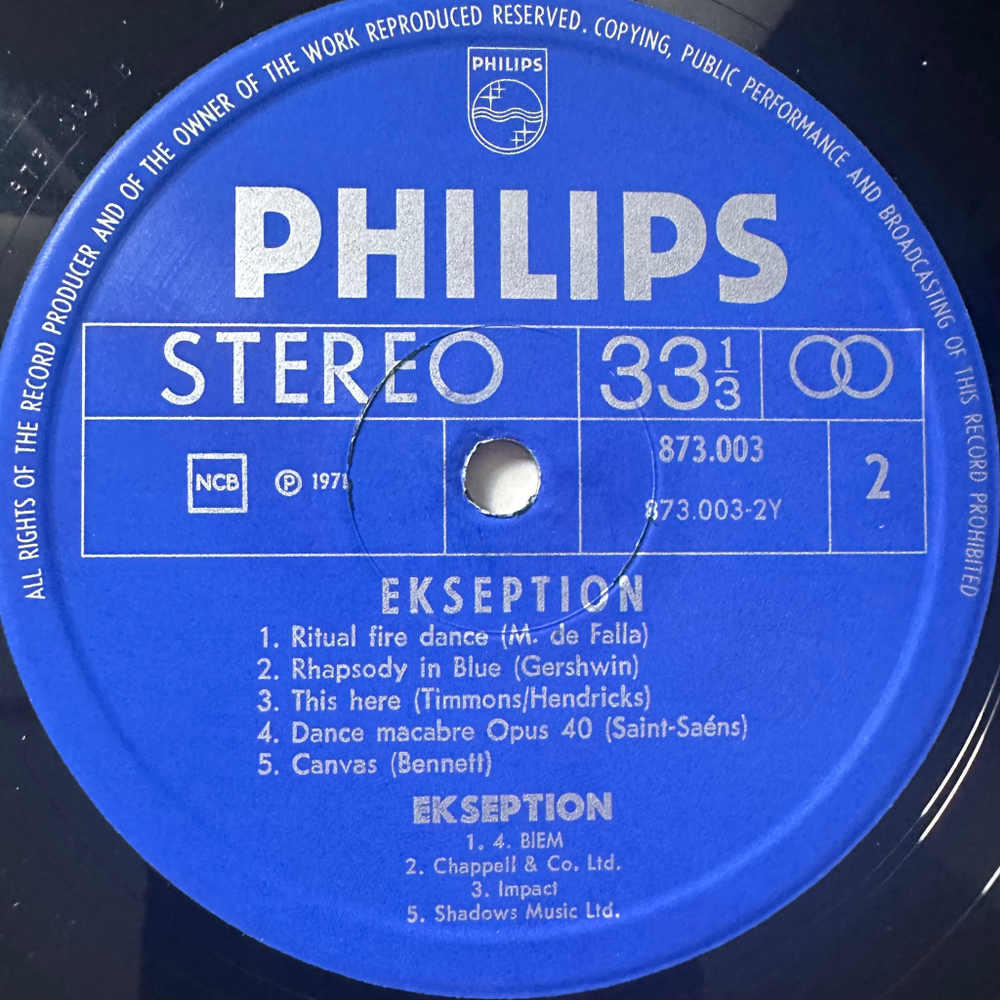 ALL RIGHTS OF THE RECORD PRODUCER AND OF THE OWNER OF THE WORK REPRODUCED RESERVED. COPYING, PUBLIC PERFORMANCE AND BROADCASTING OF THIS RECORD PROHIBITED
PHILIPS
PHILIPS
STEREO 33 1/3
NCB ℗ 1971 873.003 2
873.003-2Y
EKSEPTION
1. Ritual fire dance (M. de Falla)
2. Rhapsody in Blue (Gershwin)
3. This here (Timmons/Hendricks)
4. Dance macabre Opus 40 (Saint-Saéns)
5. Canvas (Bennett)
EKSEPTION
1. 4. BIEM
2. Chappell & Co. Ltd.
3. Impact
5. Shadows Music Ltd.